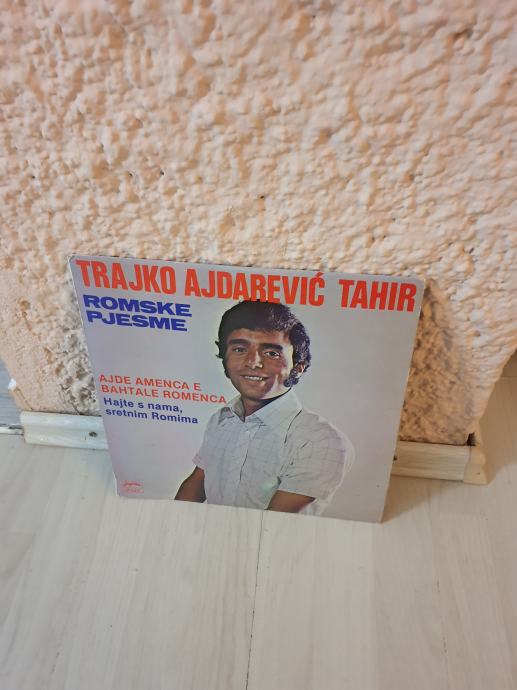 TRAJKO AJDAREVIĆ TAHIR
ROMSKE
PJESME
AJDE AMENCA E
BAHTALE ROMENCA
Hajte s nama,
sretnim Romima